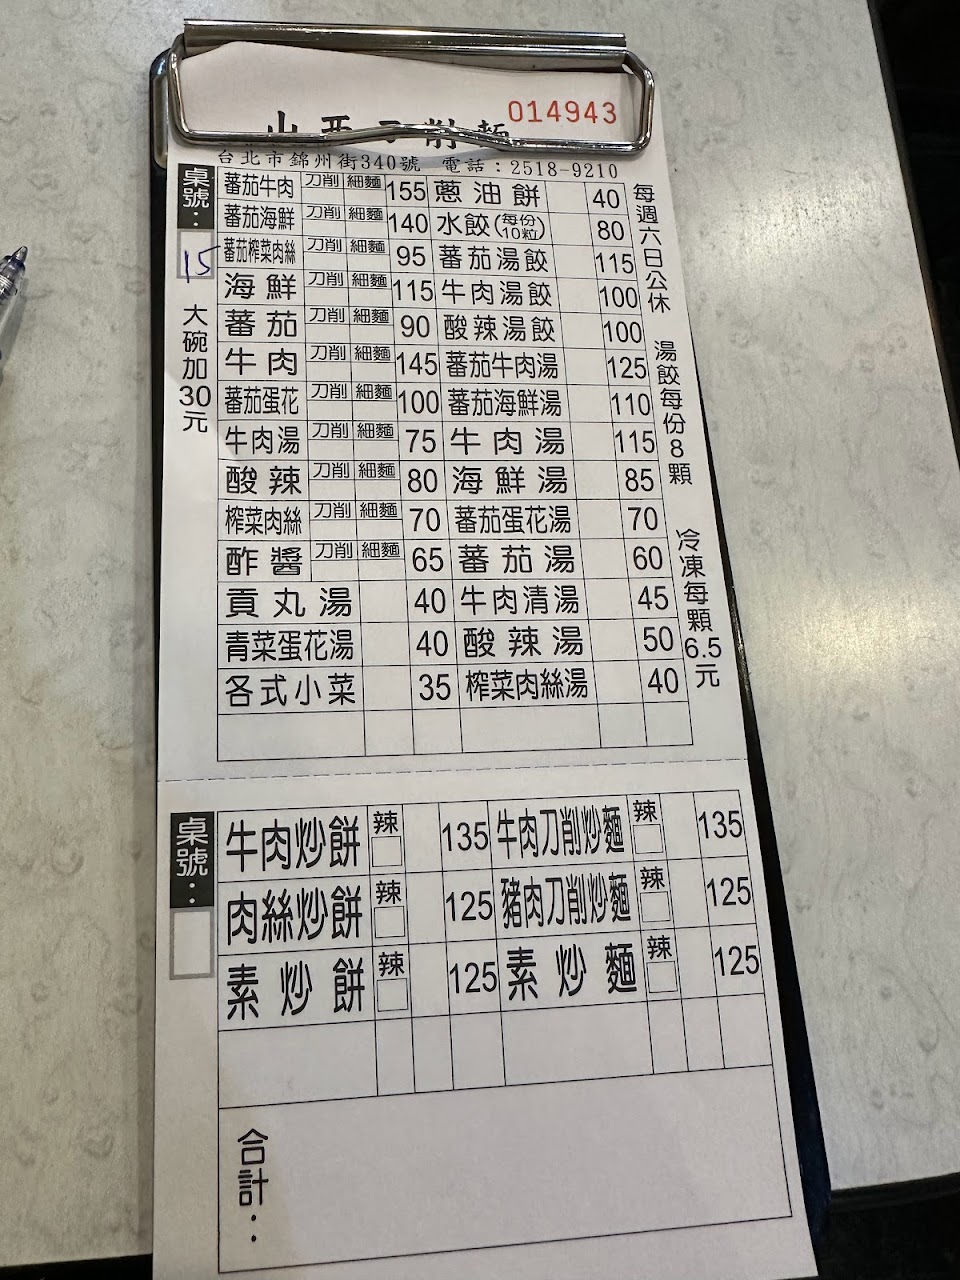 014943
山西刀削麵
台北市錦州街340號 電話：2518-9210
桌號：
15
大碗加30元
蕃茄牛肉 刀削 細麵 155 蔥油餅 40
蕃茄海鮮 刀削 細麵 140 水餃(每份10粒) 80
蕃茄榨菜肉絲 刀削 細麵 95 蕃茄湯餃 115
海鮮 刀削 細麵 115 牛肉湯餃 100
蕃茄 刀削 細麵 90 酸辣湯餃 100
牛肉 刀削 細麵 145 蕃茄牛肉湯 125
蕃茄蛋花 刀削 細麵 100 蕃茄海鮮湯 110
牛肉湯 刀削 細麵 75 牛肉湯 115
酸辣 刀削 細麵 80 海鮮湯 85
榨菜肉絲 刀削 細麵 70 蕃茄蛋花湯 70
酢醬 刀削 細麵 65 蕃茄湯 60
貢丸湯 40 牛肉清湯 45
青菜蛋花湯 40 酸辣湯 50
各式小菜 35 榨菜肉絲湯 40
每週六日公休
湯餃每份8顆
冷凍每顆6.5元
桌號：
牛肉炒餅 辣 135 牛肉刀削炒麵 辣 135
肉絲炒餅 辣 125 豬肉刀削炒麵 辣 125
素炒餅 辣 125 素炒麵 辣 125
合計：